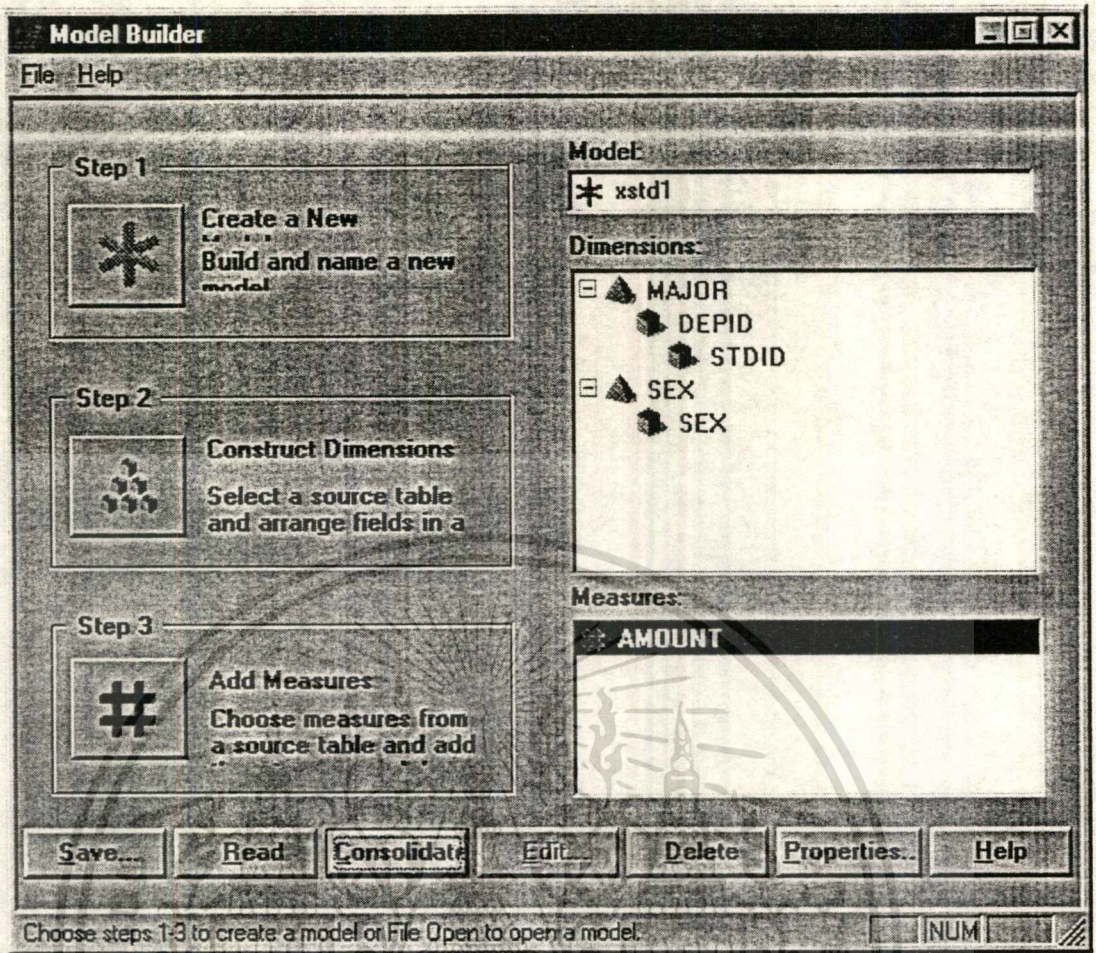 Model Builder
File Help
Step 1
Create a New
Build and name a new
model
Step 2
Construct Dimensions
Select a source table
and arrange fields in a
Step 3
Add Measures
Choose measures from
a source table and add
Model:
xstd1
Dimensions:
MAJOR
DEPID
STDID
SEX
SEX
Measures:
AMOUNT
Save... Read Consolidate Edit... Delete Properties.. Help
Choose steps 1-3 to create a model or File Open to open a model.
NUM